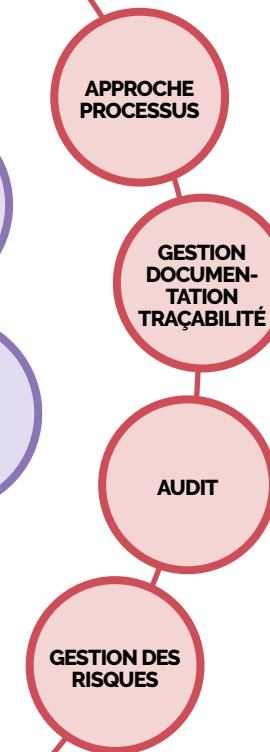 APPROCHE
PROCESSUS
GESTION
DOCUMEN-
TATION
TRAÇABILITÉ
AUDIT
GESTION DES
RISQUES